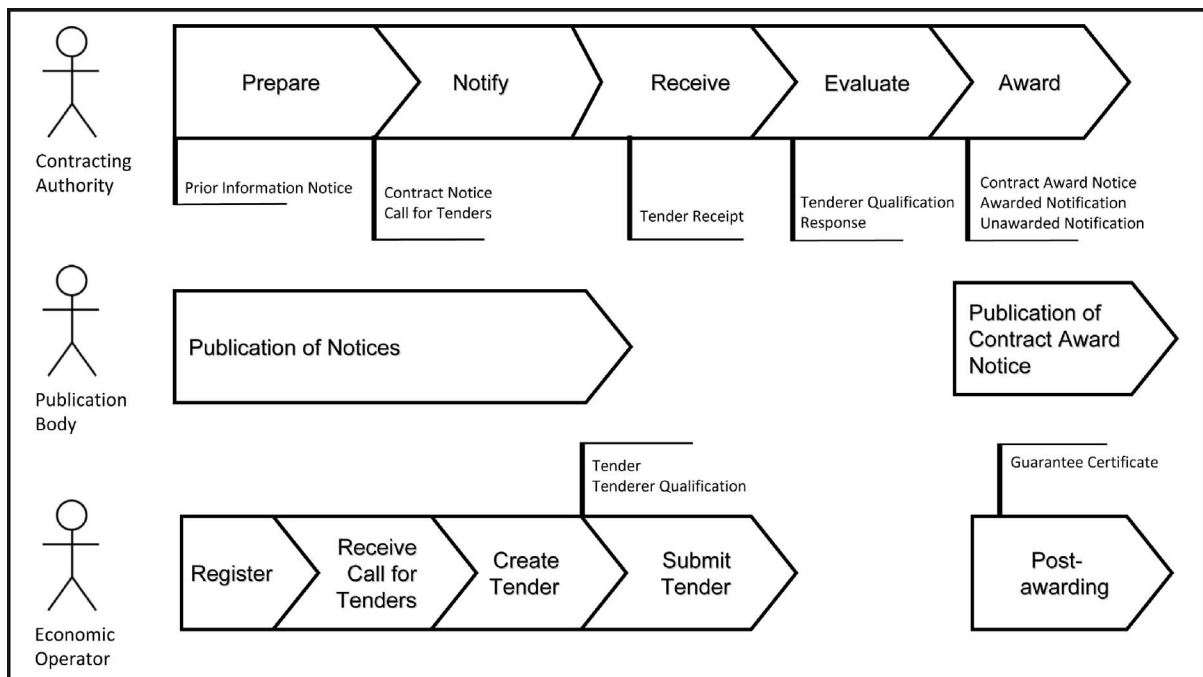 Prepare
Notify
Receive
Evaluate
Award
Contracting
Authority
Prior Information Notice
Contract Notice
Call for Tenders
Tender Receipt
Tenderer Qualification
Response
Contract Award Notice
Awarded Notification
Unawarded Notification
Publication
Body
Publication of Notices
Publication of
Contract Award
Notice
Tender
Tenderer Qualification
Guarantee Certificate
Economic
Operator
Register
Receive
Call for
Tenders
Create
Tender
Submit
Tender
Post-
awarding